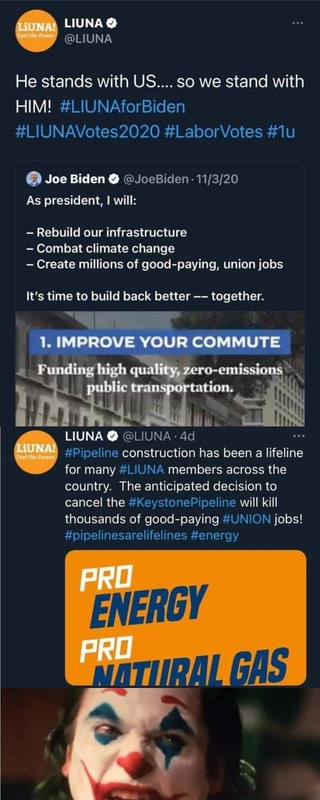 LIUNA!
Feel the Power
LIUNA
@LIUNA
He stands with US.... so we stand with
HIM! #LIUNAforBiden
#LIUNAVotes2020 #LaborVotes #1u
Joe Biden @JoeBiden · 11/3/20
As president, I will:
– Rebuild our infrastructure
– Combat climate change
– Create millions of good-paying, union jobs
It's time to build back better –– together.
1. IMPROVE YOUR COMMUTE
Funding high quality, zero-emissions
public transportation.
LIUNA!
Feel the Power
LIUNA @LIUNA · 4d
#Pipeline construction has been a lifeline
for many #LIUNA members across the
country. The anticipated decision to
cancel the #KeystonePipeline will kill
thousands of good-paying #UNION jobs!
#pipelinesarelifelines #energy
PRO
ENERGY
PRO
NATURAL GAS